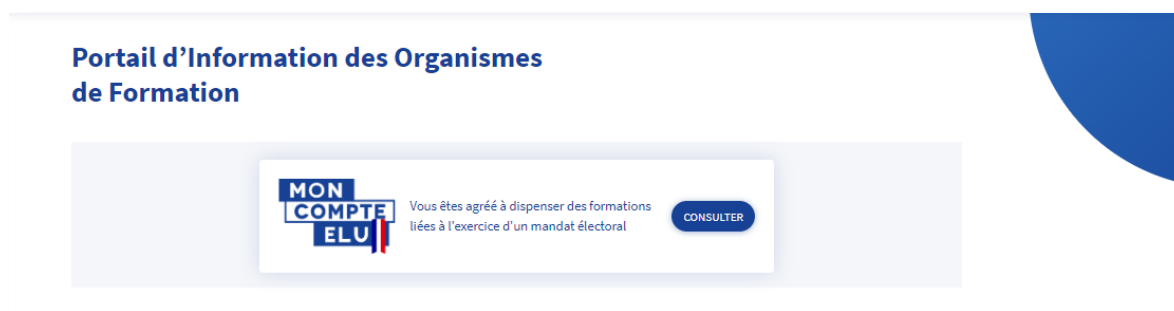 Portail d’Information des Organismes
de Formation
MON
COMPTE
ELU
Vous êtes agréé à dispenser des formations
liées à l'exercice d'un mandat électoral
CONSULTER